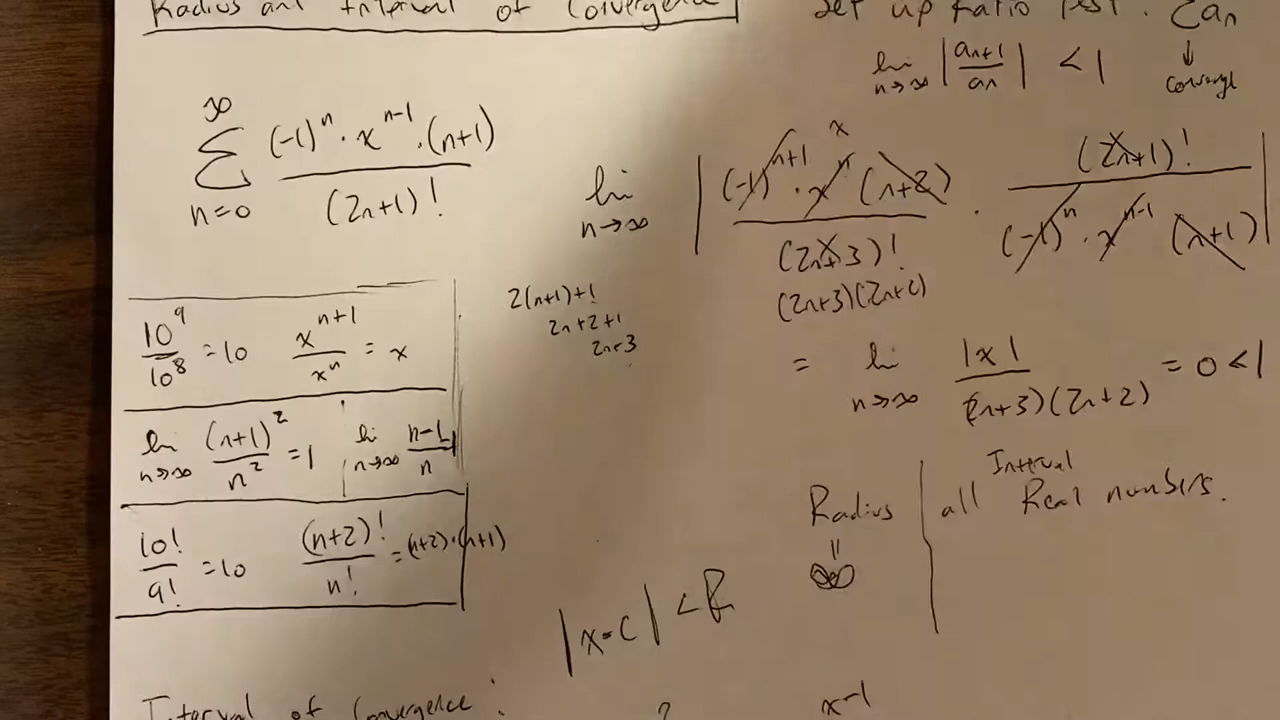 Radius and Interval of Convergence
Set up Ratio Test. Σan
lim n→∞ |an+1/an| < 1
↓
converge
∞
Σ (-1)^n · x^(n-1) · (n+1) / (2n+1)!
n=0
lim n→∞ | (-1)^(n+1) · x^n (n+2) / (2n+3)! · (2n+1)! / (-1)^n · x^(n-1) (n+1) |
x
(2n+3)(2n+2)
2(n+1)+1
2n+2+1
2n+3
10^9/10^8 = 10 x^(n+1)/x^n = x
= lim n→∞ |x| / (2n+3)(2n+2) = 0 < 1
lim n→∞ (n+1)^2/n^2 = 1 lim n→∞ n-1/n
10!/9! = 10 (n+2)!/n! = (n+2)·(n+1)
Interval
Radius | all Real numbers.
=
∞
|x-c| < R
Interval of Convergence:
x-1